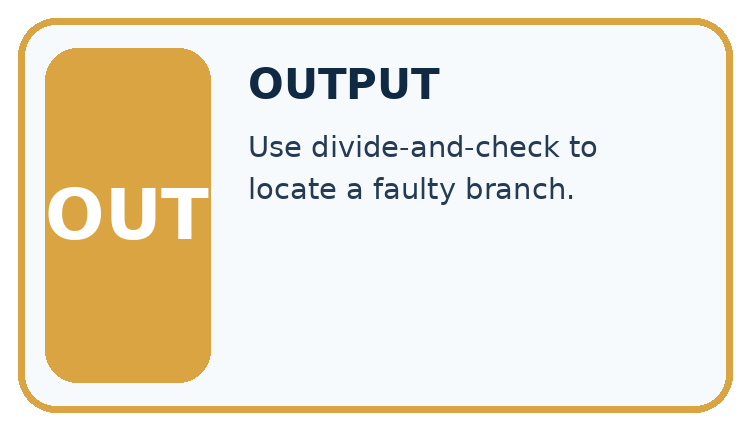 OUT
OUTPUT
Use divide-and-check to
locate a faulty branch.